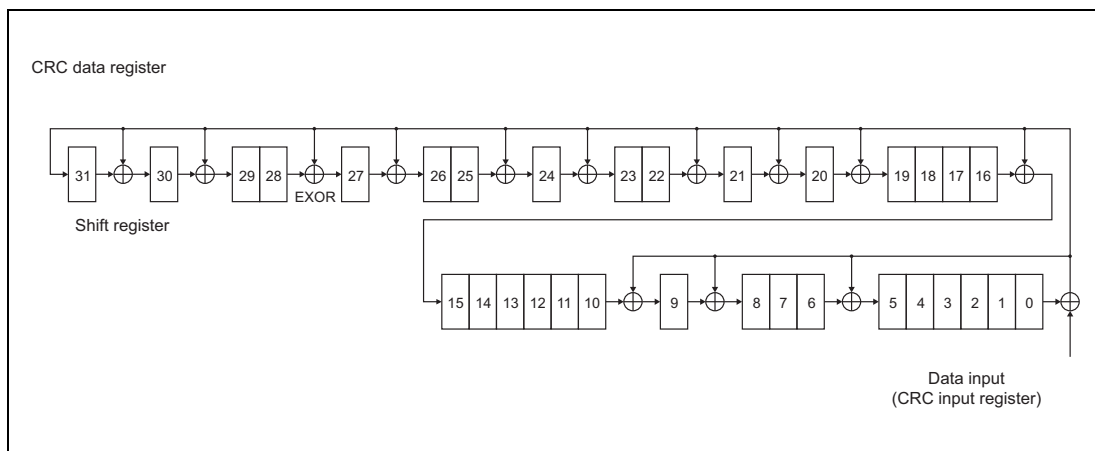 CRC data register
31 30 29 28 27 26 25 24 23 22 21 20 19 18 17 16
EXOR
Shift register
15 14 13 12 11 10 9 8 7 6 5 4 3 2 1 0
Data input
(CRC input register)